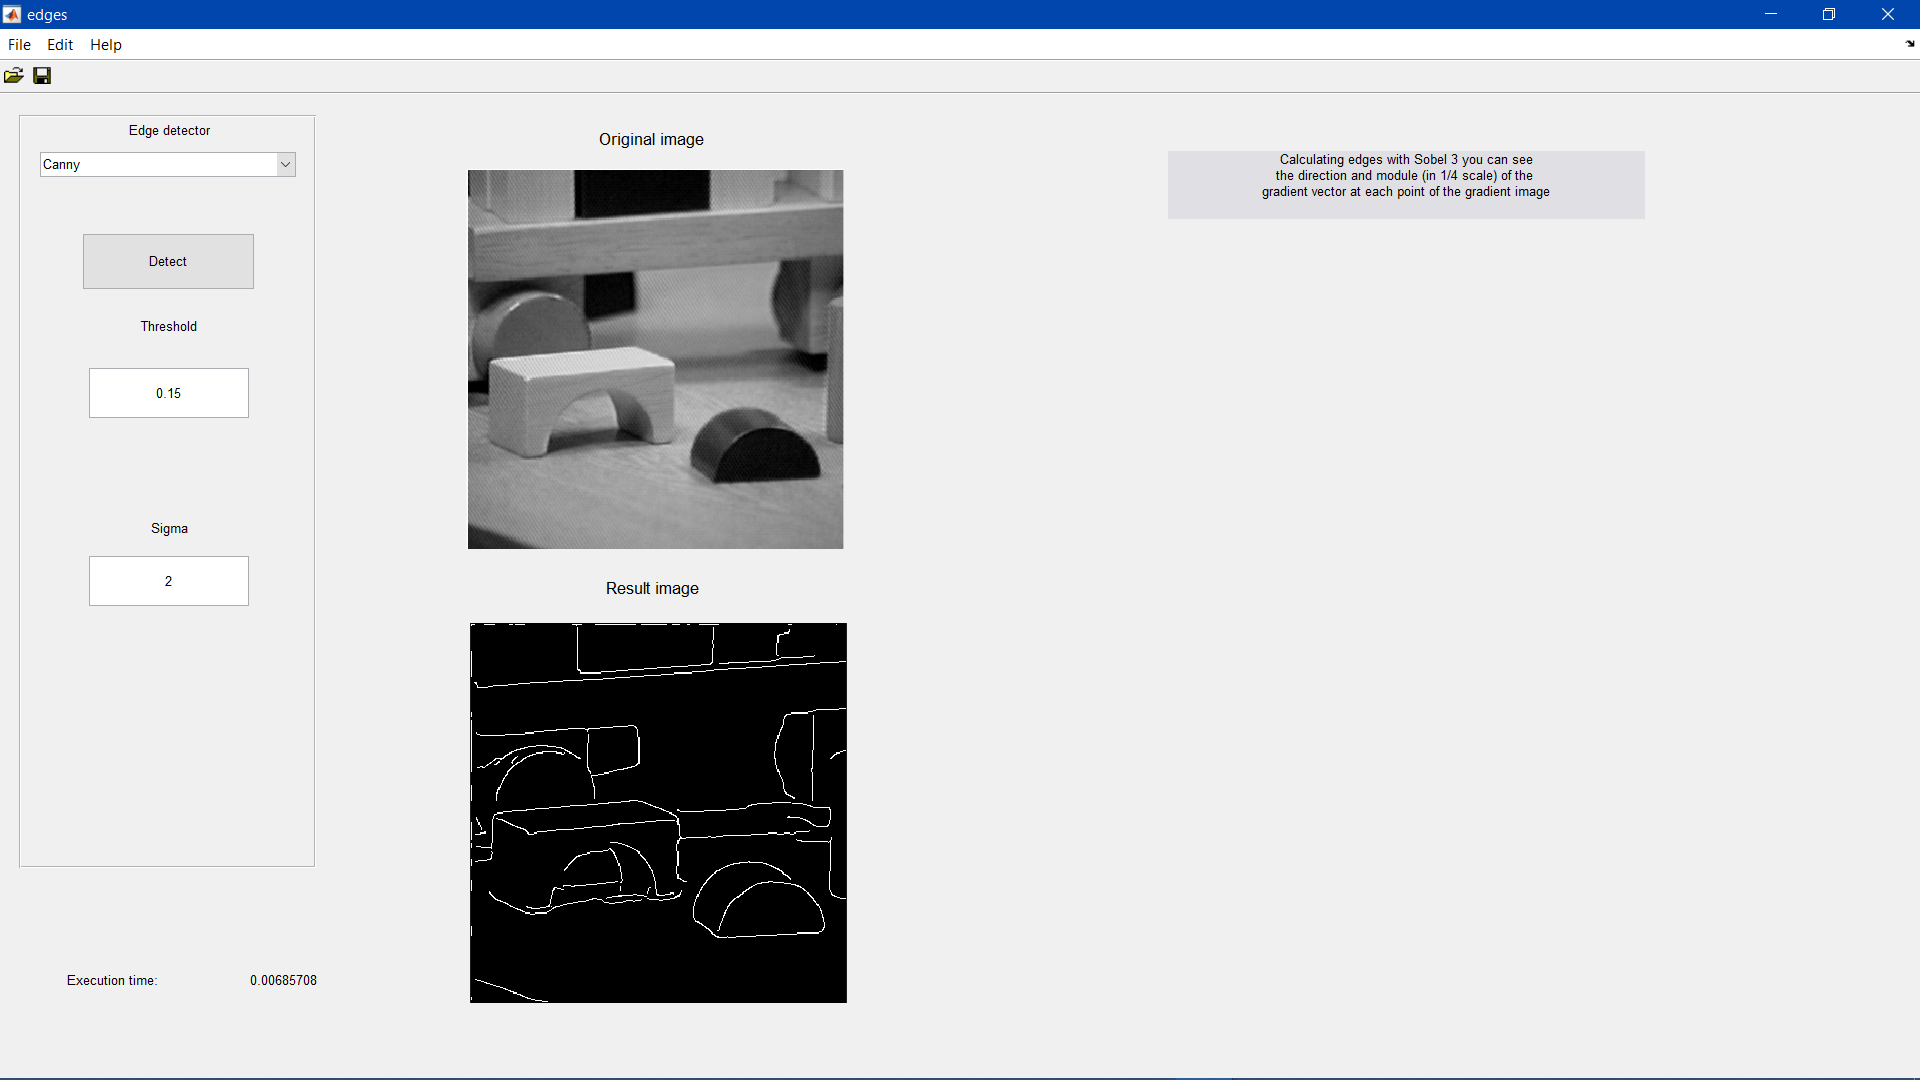 edges
File Edit Help
Edge detector
Canny
Detect
Threshold
0.15
Sigma
2
Execution time: 0.00685708
Original image
Result image
Calculating edges with Sobel 3 you can see
the direction and module (in 1/4 scale) of the
gradient vector at each point of the gradient image